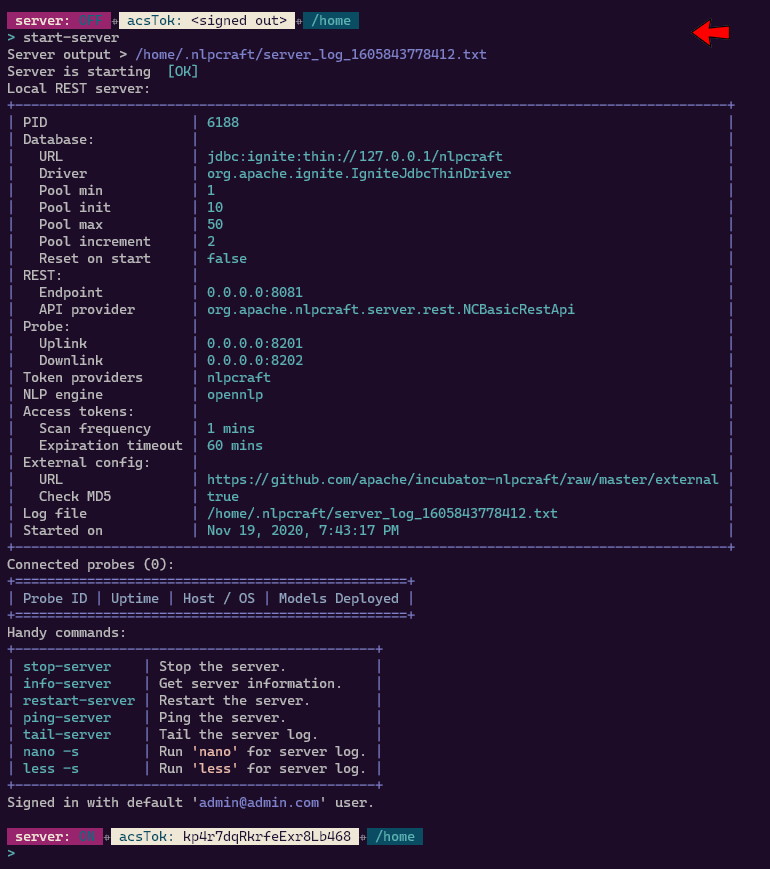 server: OFF acsTok: <signed out> /home
> start-server
Server output > /home/.nlpcraft/server_log_1605843778412.txt
Server is starting [OK]
Local REST server:
PID | 6188
Database:
URL | jdbc:ignite:thin://127.0.0.1/nlpcraft
Driver | org.apache.ignite.IgniteJdbcThinDriver
Pool min | 1
Pool init | 10
Pool max | 50
Pool increment | 2
Reset on start | false
REST:
Endpoint | 0.0.0.0:8081
API provider | org.apache.nlpcraft.server.rest.NCBasicRestApi
Probe:
Uplink | 0.0.0.0:8201
Downlink | 0.0.0.0:8202
Token providers | nlpcraft
NLP engine | opennlp
Access tokens:
Scan frequency | 1 mins
Expiration timeout | 60 mins
External config:
URL | https://github.com/apache/incubator-nlpcraft/raw/master/external
Check MD5 | true
Log file | /home/.nlpcraft/server_log_1605843778412.txt
Started on | Nov 19, 2020, 7:43:17 PM
Connected probes (0):
| Probe ID | Uptime | Host / OS | Models Deployed |
Handy commands:
stop-server | Stop the server.
info-server | Get server information.
restart-server | Restart the server.
ping-server | Ping the server.
tail-server | Tail the server log.
nano -s | Run 'nano' for server log.
less -s | Run 'less' for server log.
Signed in with default 'admin@admin.com' user.
server: ON acsTok: kp4r7dqRkrfeExr8Lb468 /home
>